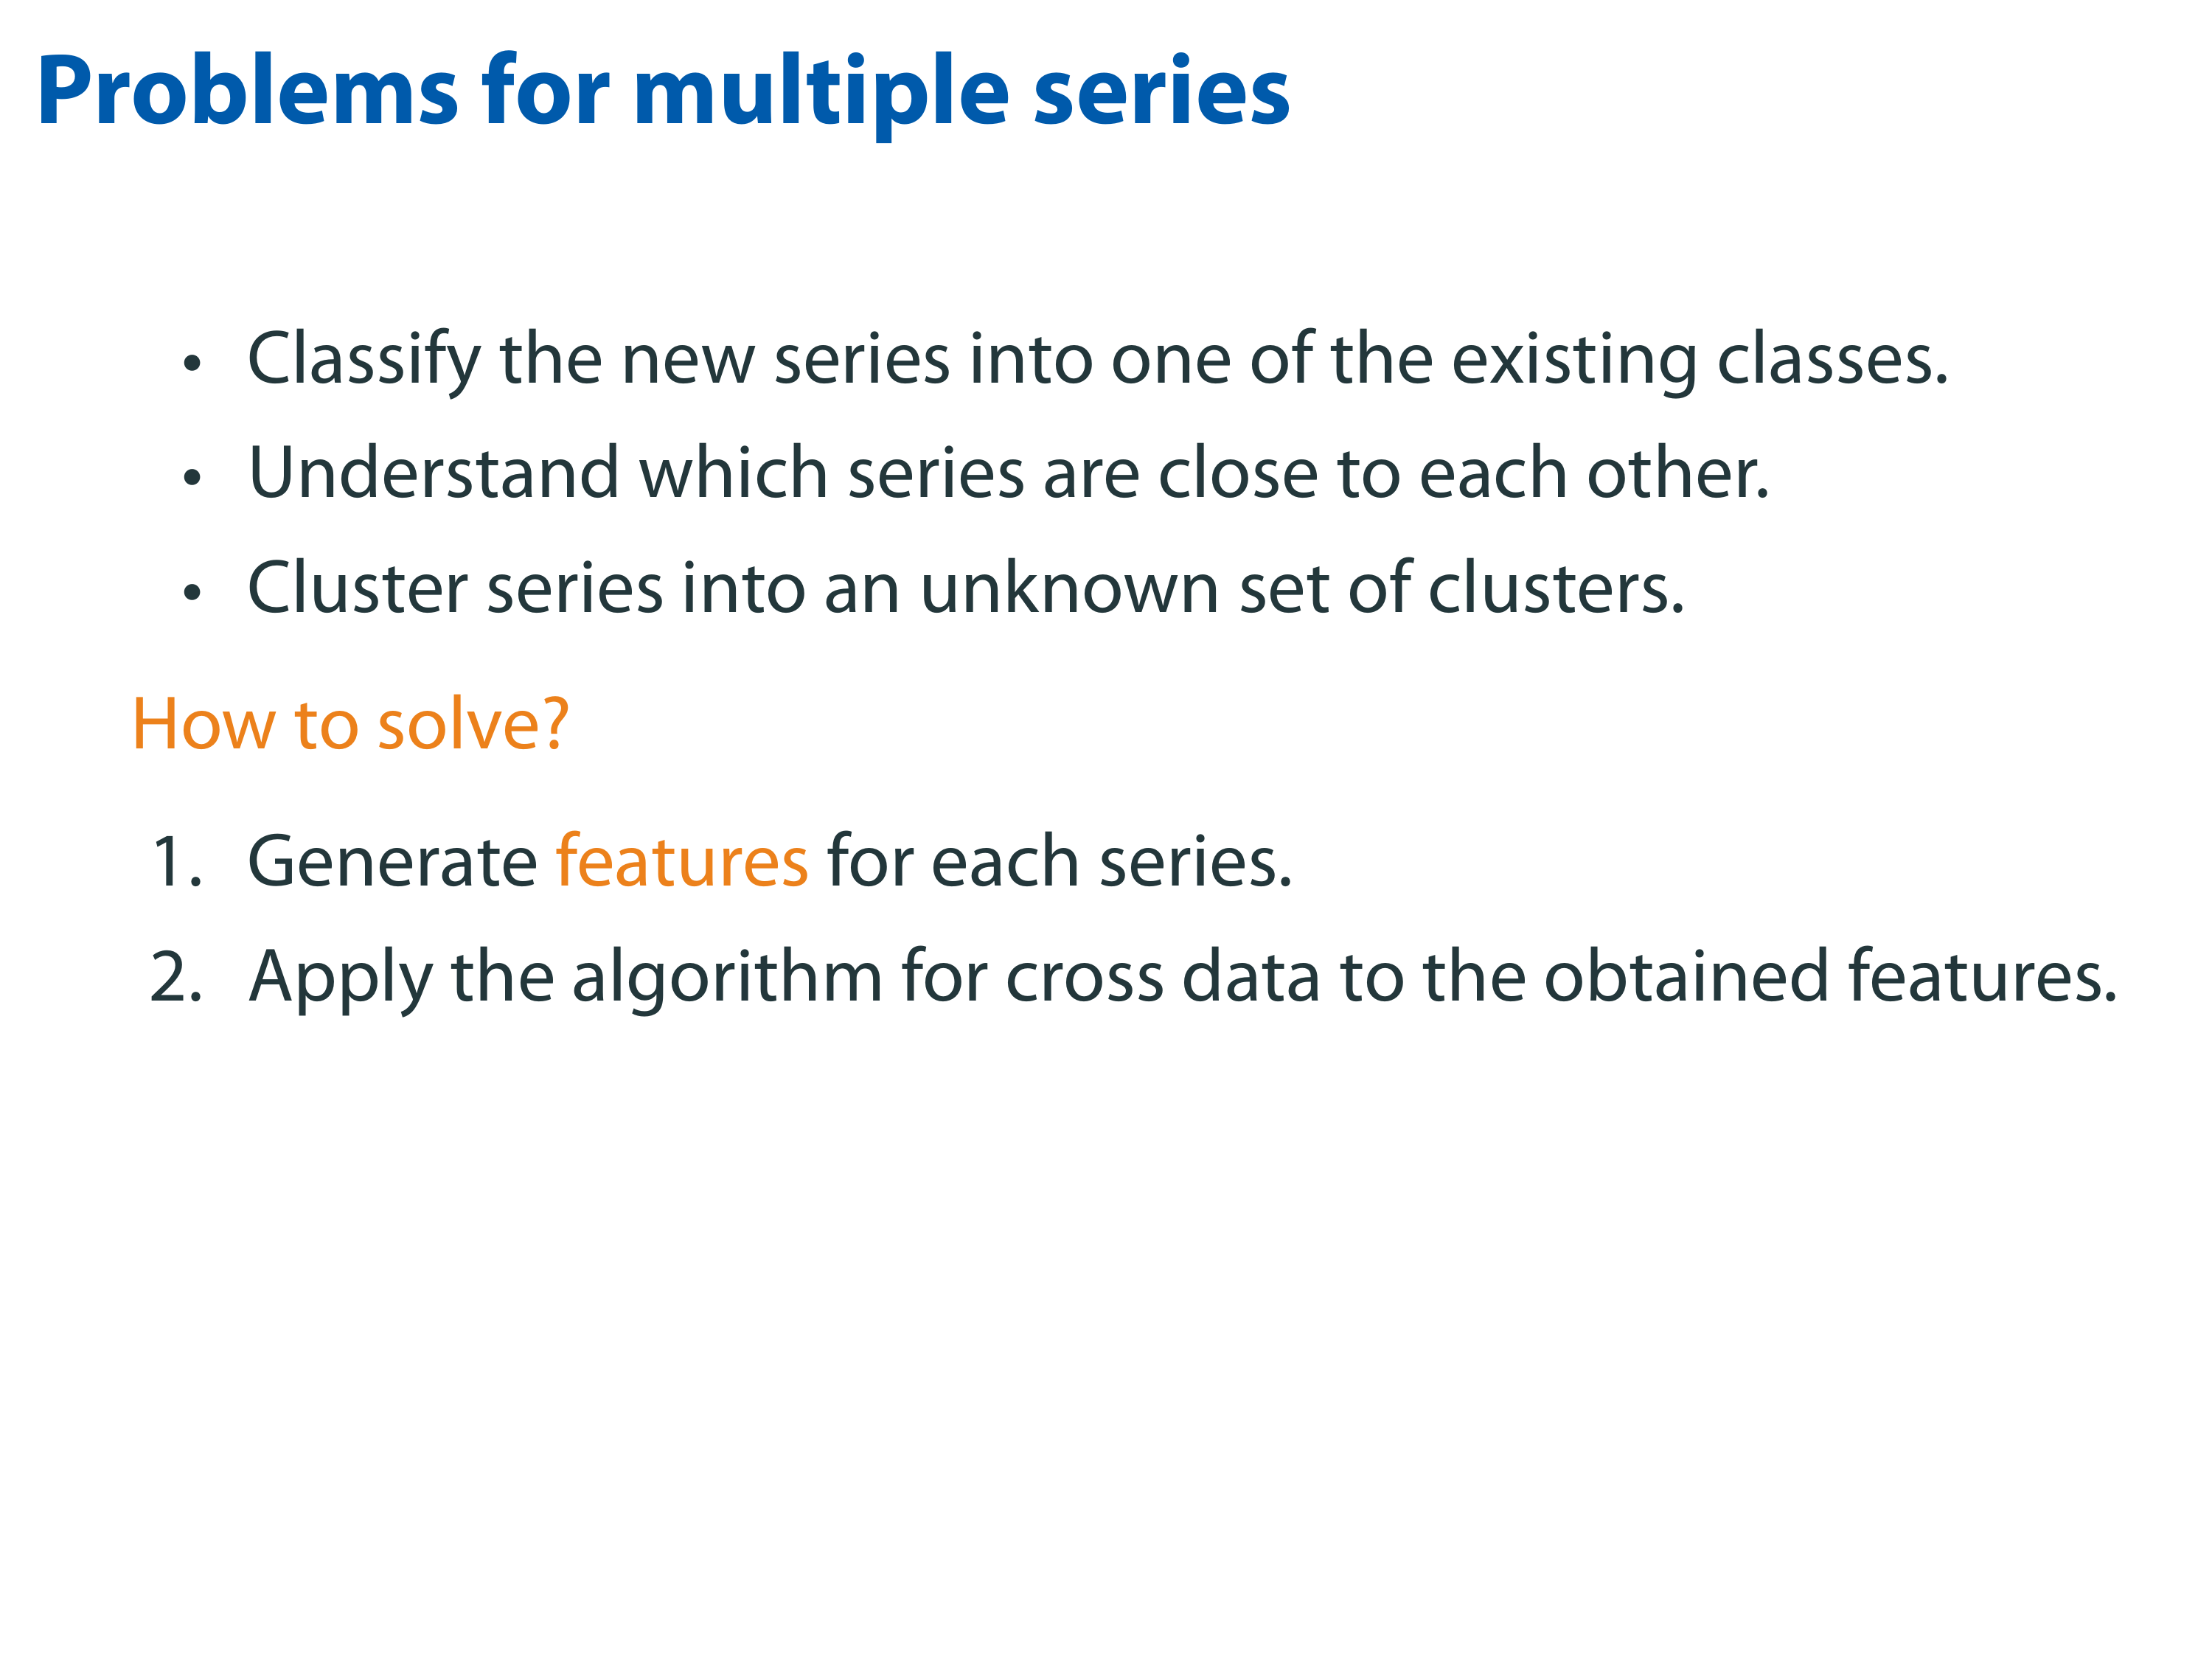 Problems for multiple series
• Classify the new series into one of the existing classes.
• Understand which series are close to each other.
• Cluster series into an unknown set of clusters.
How to solve?
1. Generate features for each series.
2. Apply the algorithm for cross data to the obtained features.